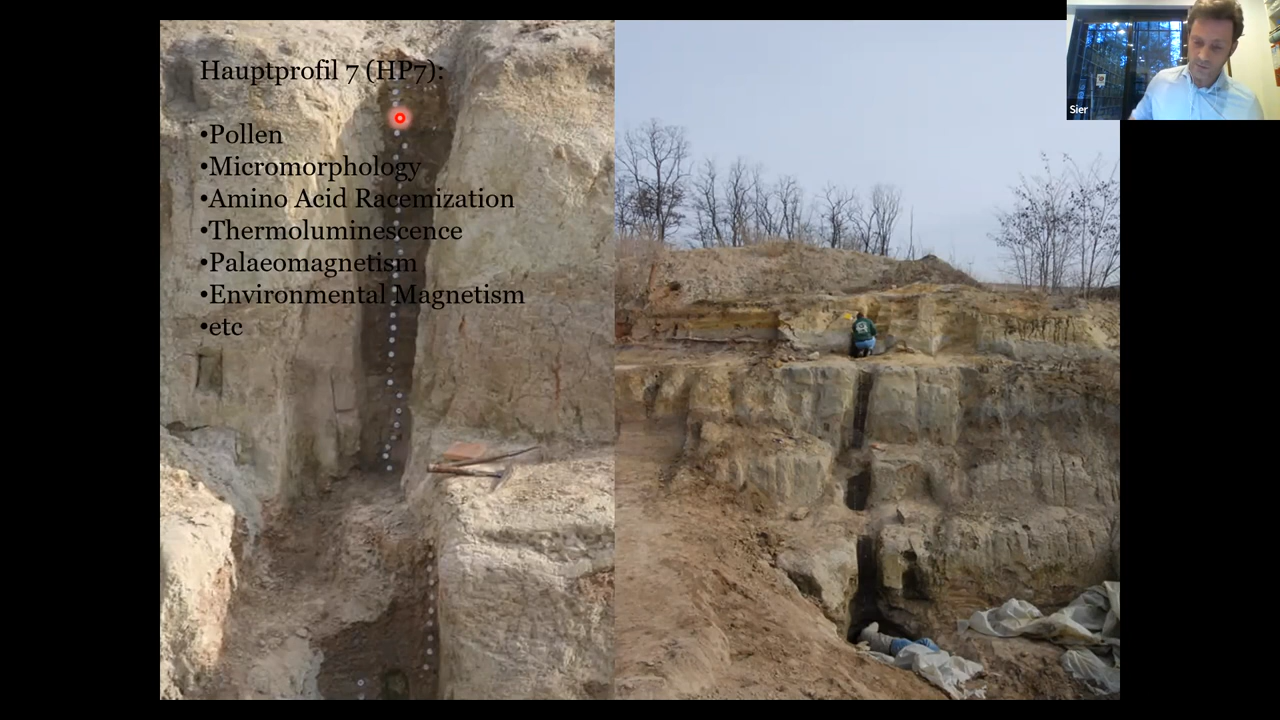 Hauptprofil 7 (HP7):
•Pollen
•Micromorphology
•Amino Acid Racemization
•Thermoluminescence
•Palaeomagnetism
•Environmental Magnetism
•etc
Sier